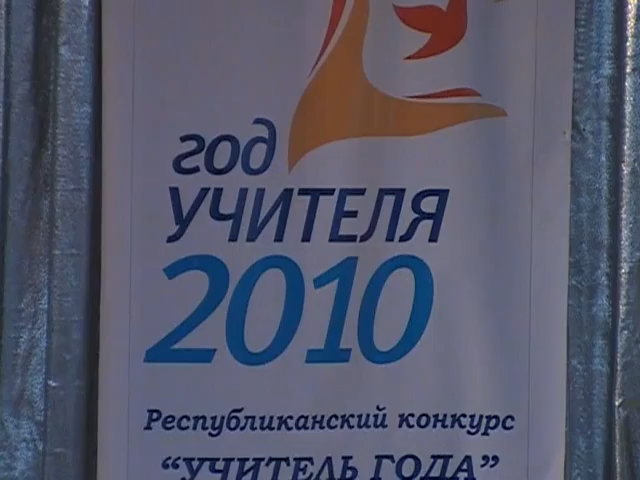 год
УЧИТЕЛЯ
2010
Республиканский конкурс
“УЧИТЕЛЬ ГОДА”